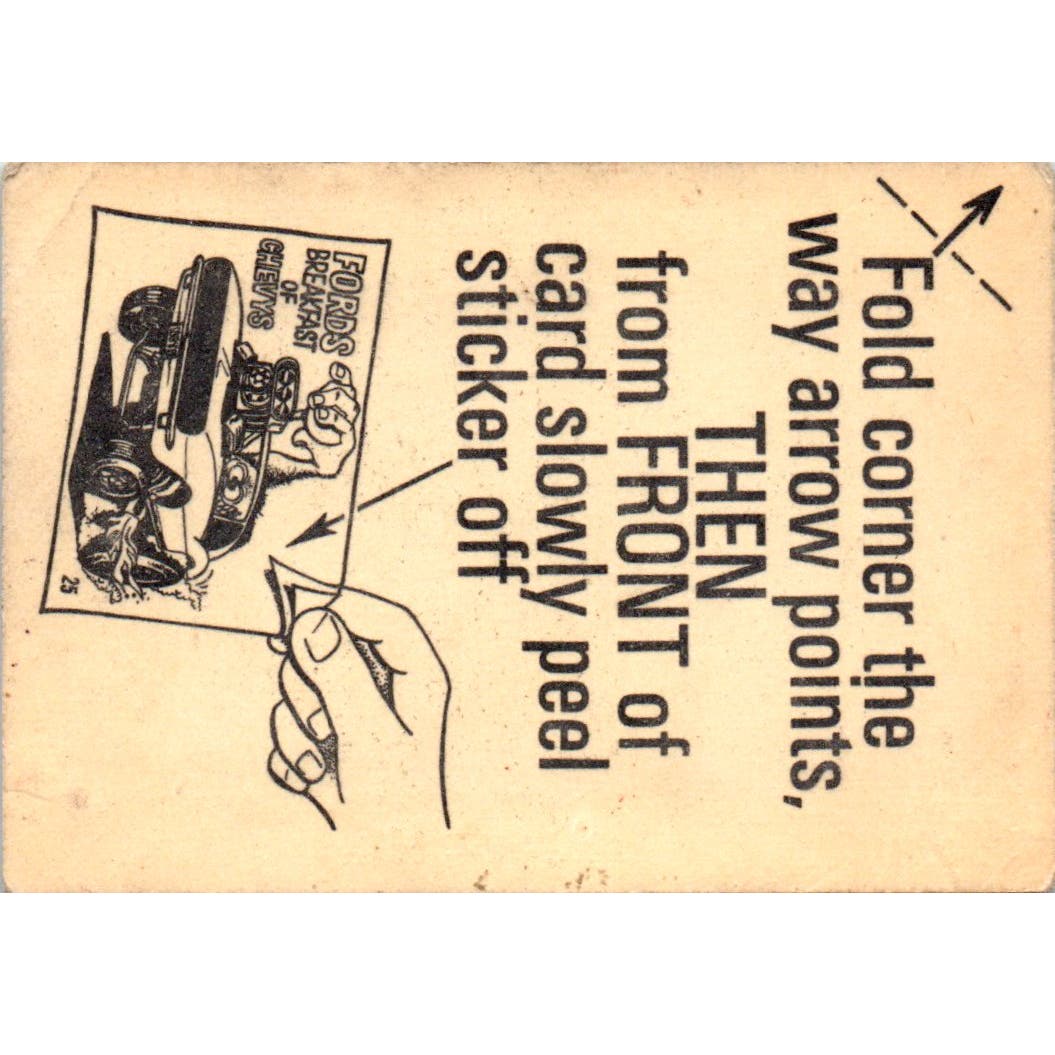 Fold corner the
way arrow points,
THEN
from FRONT of
card slowly peel
sticker off
FORDS
BREAKFAST
OF
CHEVYS
25